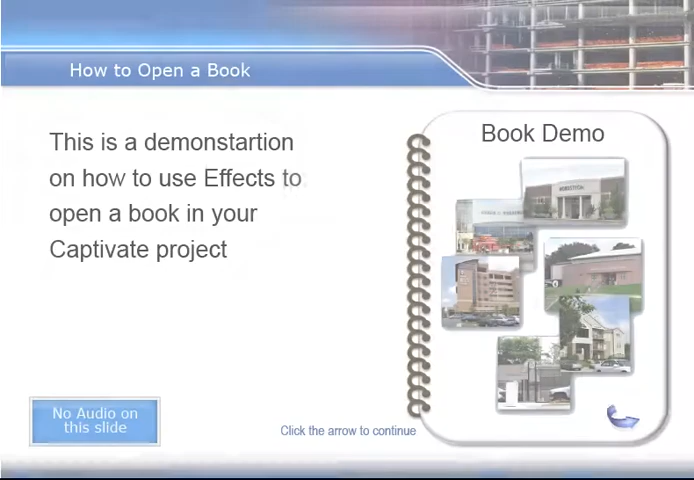 How to Open a Book
This is a demonstartion
on how to use Effects to
open a book in your
Captivate project
Book Demo
No Audio on
this slide
Click the arrow to continue